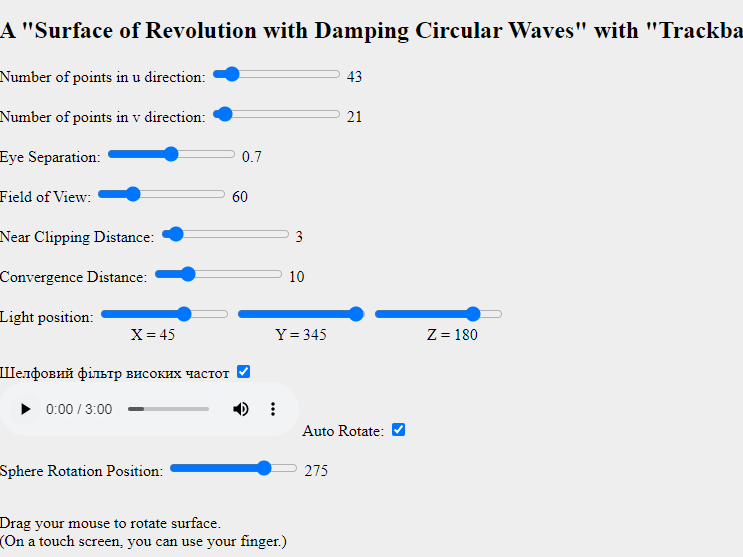 A "Surface of Revolution with Damping Circular Waves" with "Trackba
Number of points in u direction: 43
Number of points in v direction: 21
Eye Separation: 0.7
Field of View: 60
Near Clipping Distance: 3
Convergence Distance: 10
Light position:
X = 45 Y = 345 Z = 180
Шелфовий фільтр високих частот
0:00 / 3:00 Auto Rotate:
Sphere Rotation Position: 275
Drag your mouse to rotate surface.
(On a touch screen, you can use your finger.)